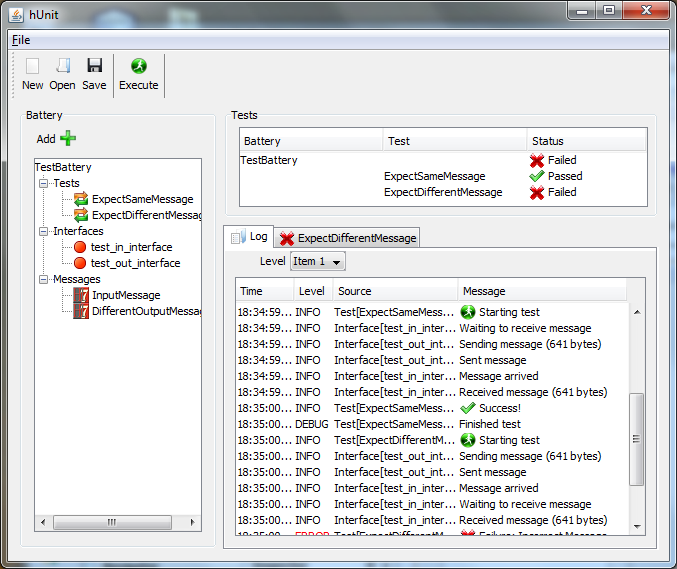 hUnit
File
New Open Save Execute
Battery
Add
TestBattery
Tests
ExpectSameMessage
ExpectDifferentMessag
Interfaces
test_in_interface
test_out_interface
Messages
InputMessage
DifferentOutputMessag
Tests
Battery Test Status
TestBattery Failed
ExpectSameMessage Passed
ExpectDifferentMessage Failed
Log ExpectDifferentMessage
Level Item 1
Time Level Source Message
18:34:59... INFO Test[ExpectSameMess... Starting test
18:34:59... INFO Interface[test_in_inter... Waiting to receive message
18:34:59... INFO Interface[test_out_int... Sending message (641 bytes)
18:34:59... INFO Interface[test_out_int... Sent message
18:34:59... INFO Interface[test_in_inter... Message arrived
18:34:59... INFO Interface[test_in_inter... Received message (641 bytes)
18:35:00... INFO Test[ExpectSameMess... Success!
18:35:00... DEBUG Test[ExpectSameMess... Finished test
18:35:00... INFO Test[ExpectDifferentM... Starting test
18:35:00... INFO Interface[test_out_int... Sending message (641 bytes)
18:35:00... INFO Interface[test_out_int... Sent message
18:35:00... INFO Interface[test_in_inter... Message arrived
18:35:00... INFO Interface[test_in_inter... Waiting to receive message
18:35:00... INFO Interface[test_in_inter... Received message (641 bytes)
18:35:00... ERROR Test[ExpectDifferentM... Failure: Incorrect Message